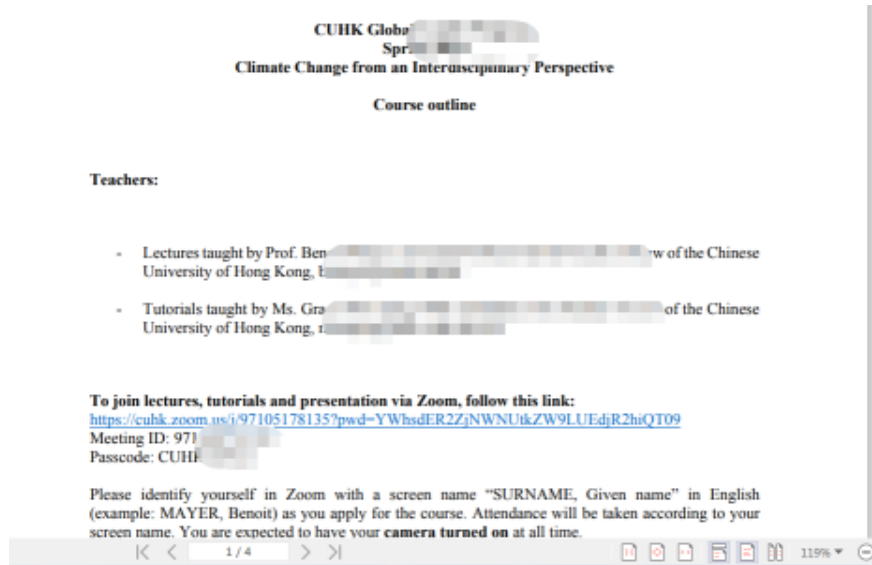 CUHK Global
Climate Change from an Interdisciplinary Perspective
Course outline
Teachers:
- Lectures taught by Prof. of the Chinese
University of Hong Kong,
- Tutorials taught by Ms. of the Chinese
University of Hong Kong,
To join lectures, tutorials and presentation via Zoom, follow this link:
https://cuhk.zoom.us/j/97105178135?pwd=YWhsdER2ZjNWNUtkZW9LUEdjR2hiQT09
Meeting ID: 971
Passcode:
Please identify yourself in Zoom with a screen name “SURNAME, Given name” in English
(example: MAYER, Benoit) as you apply for the course. Attendance will be taken according to your
screen name. You are expected to have your camera turned on at all time.
1 / 4
119%